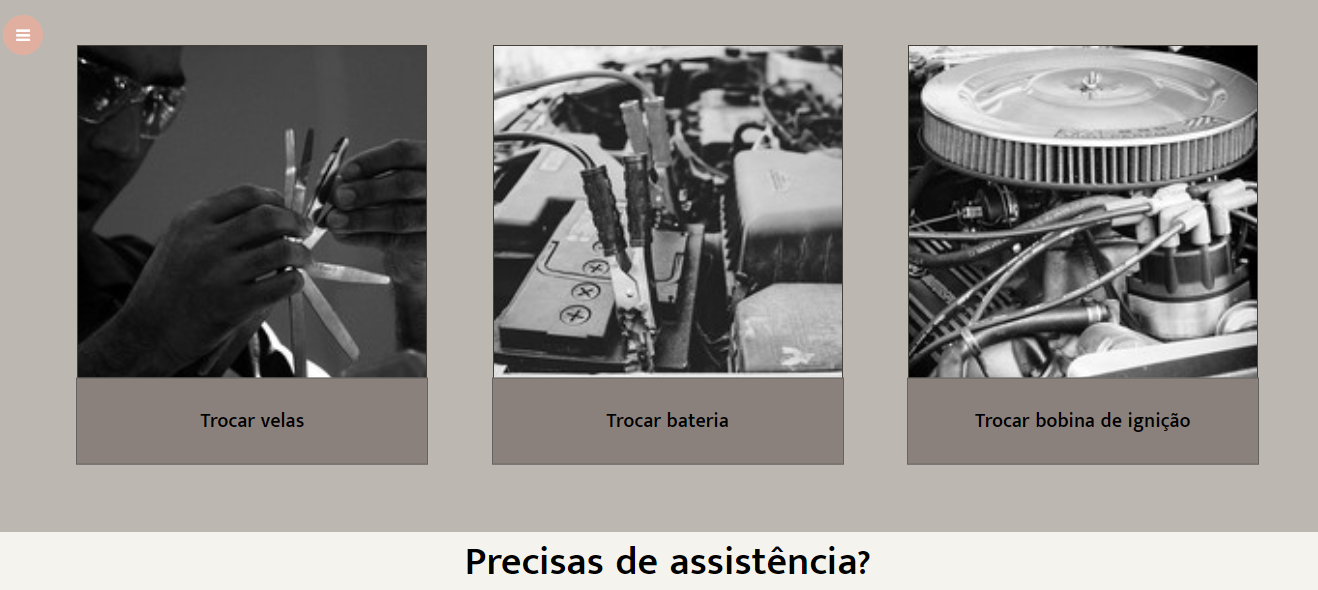 Trocar velas
Trocar bateria
Trocar bobina de ignição
Precisas de assistência?